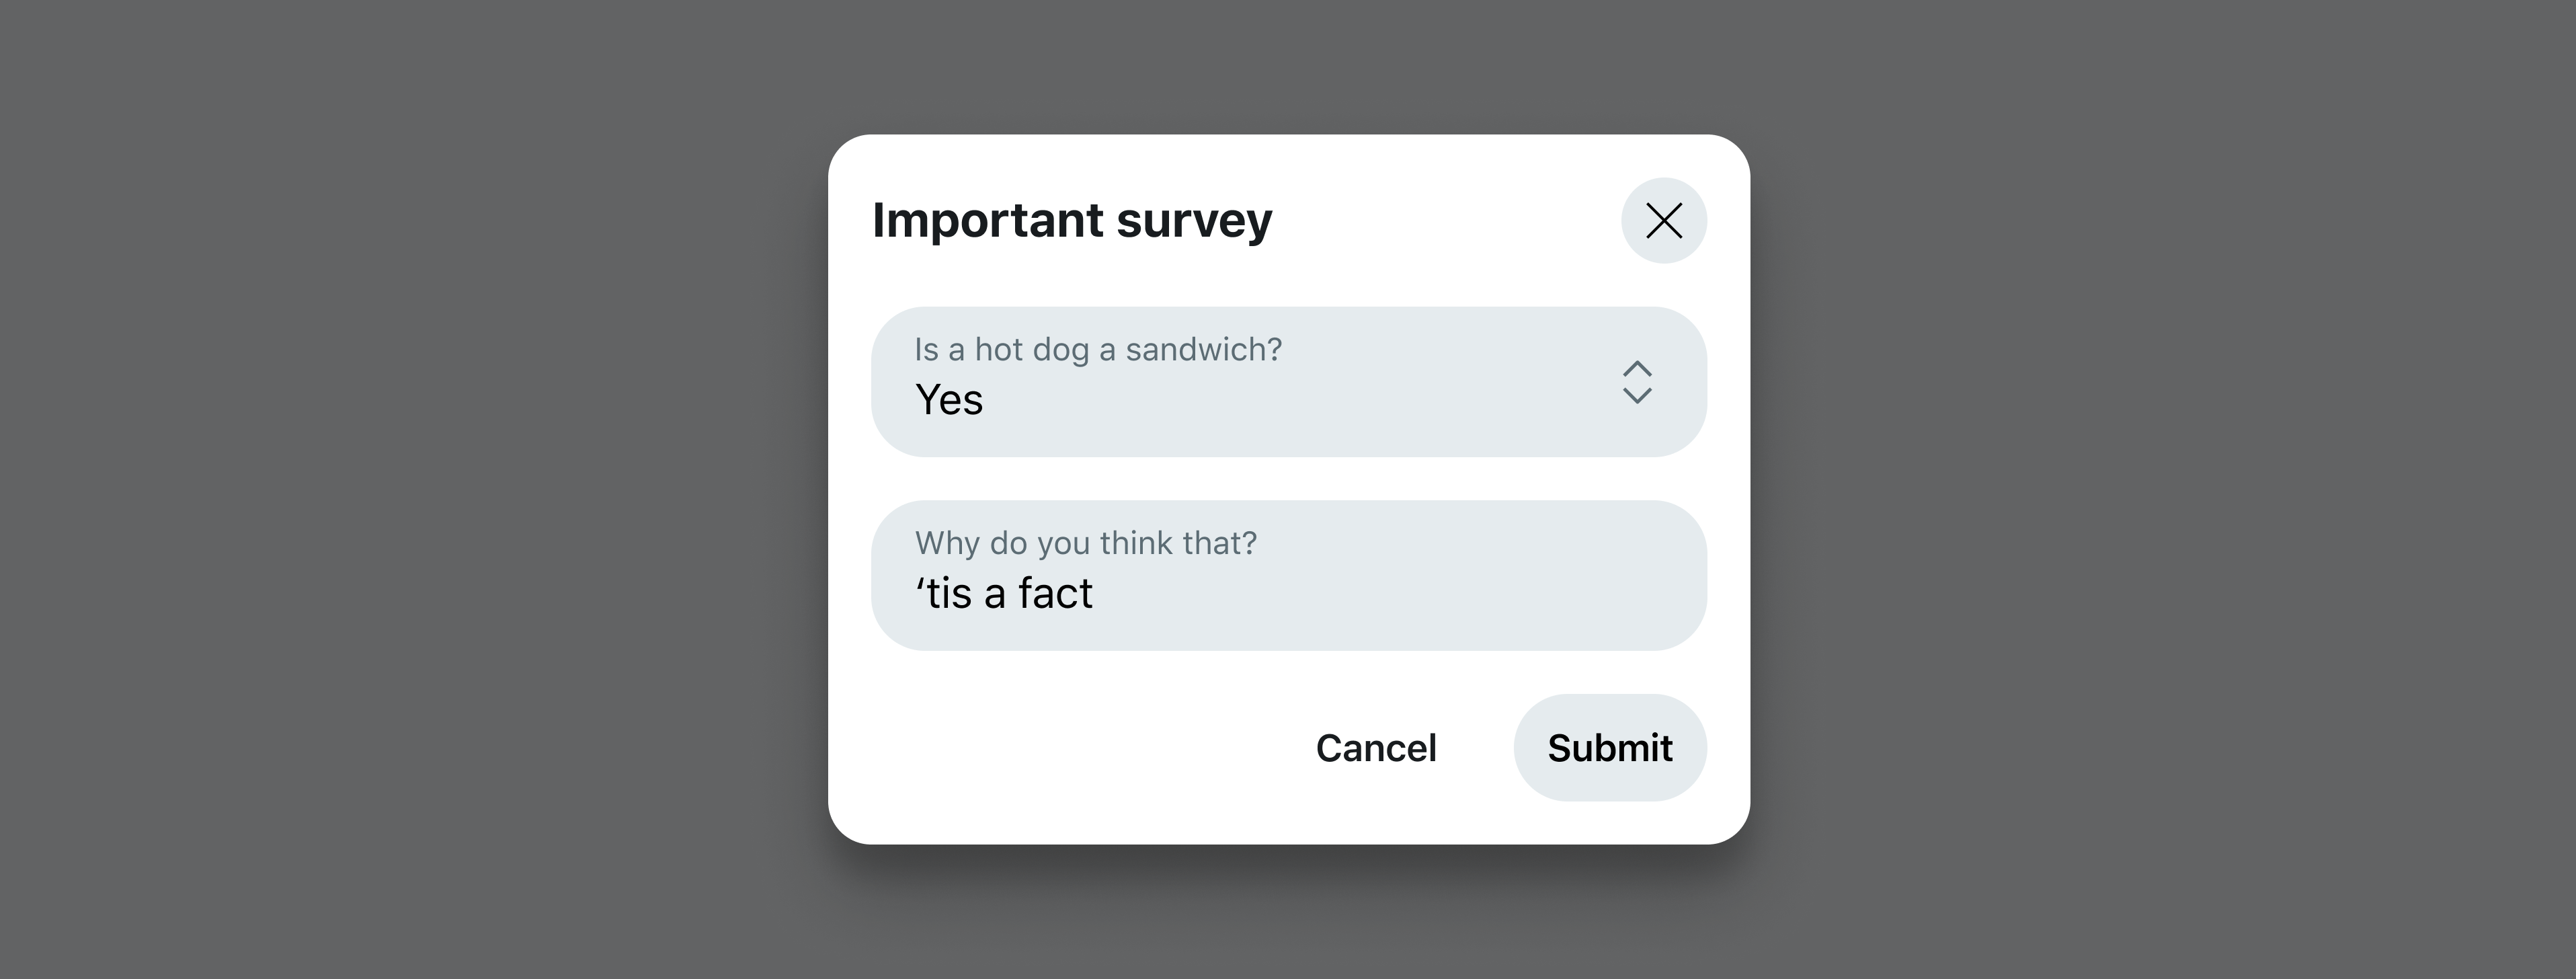 Important survey
Is a hot dog a sandwich?
Yes
Why do you think that?
‘tis a fact
Cancel
Submit